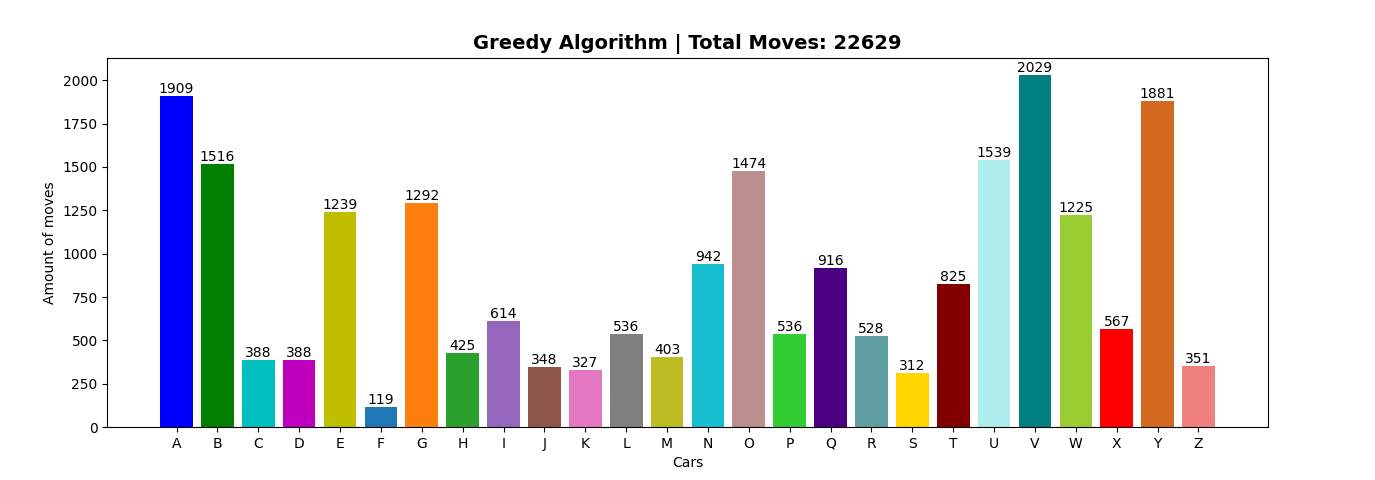 Greedy Algorithm | Total Moves: 22629
Amount of moves
2000
1750
1500
1250
1000
750
500
250
0
1909 1516 388 388 1239 119 1292 425 614 348 327 536 403 942 1474 536 916 528 312 825 1539 2029 1225 567 1881 351
A B C D E F G H I J K L M N O P Q R S T U V W X Y Z
Cars